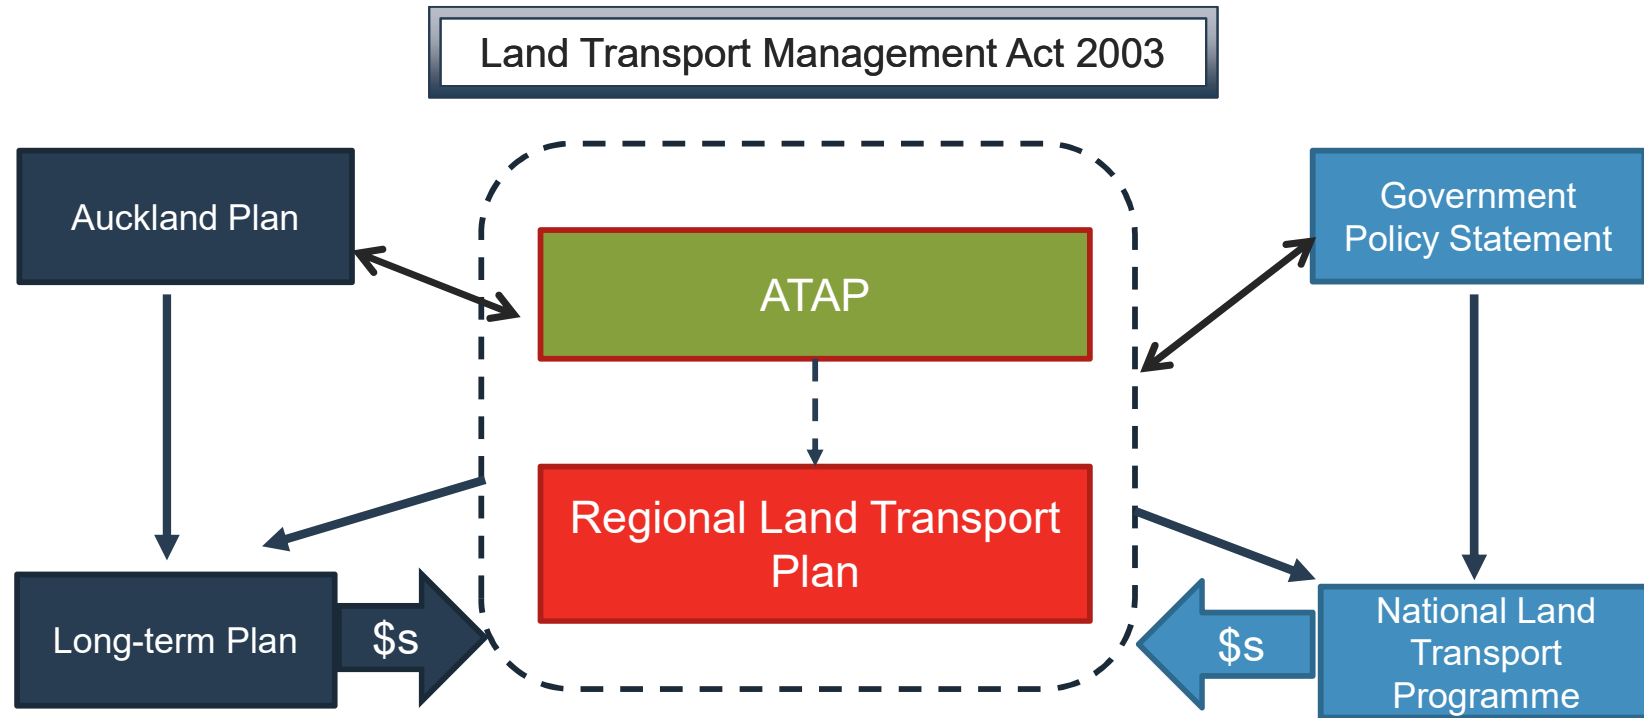 Land Transport Management Act 2003
Auckland Plan
ATAP
Government
Policy Statement
Regional Land Transport
Plan
Long-term Plan
$s
$s
National Land
Transport
Programme